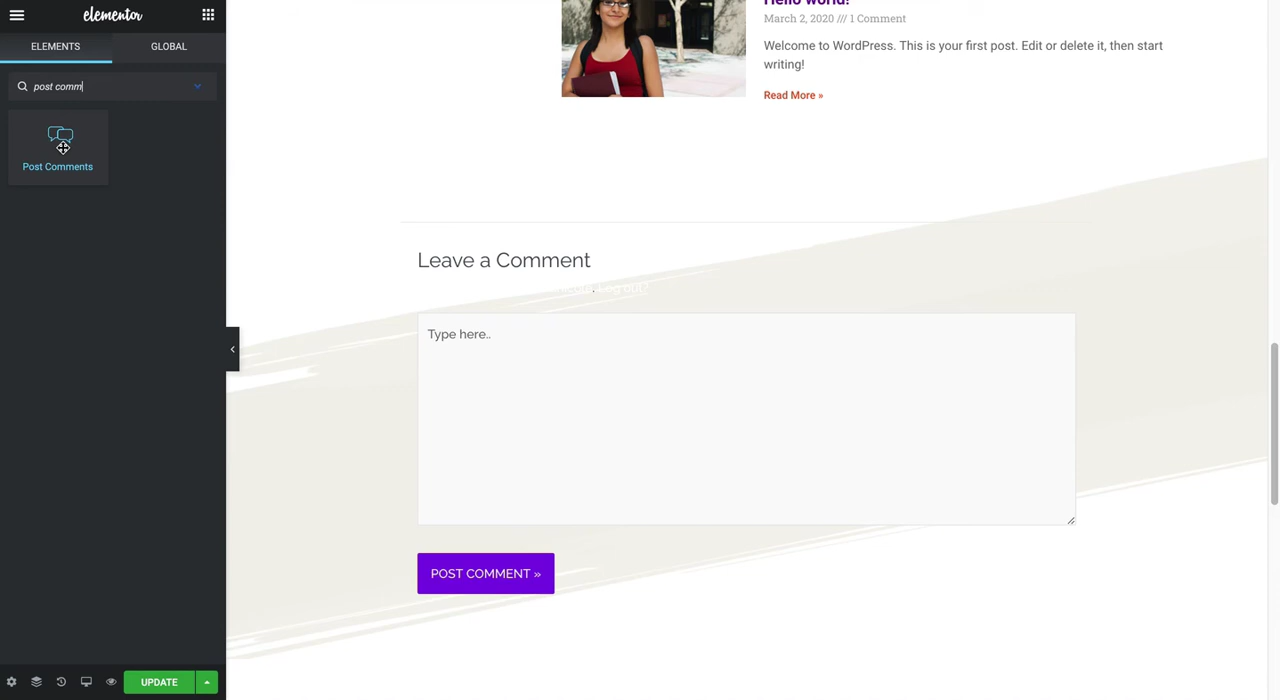 elementor
ELEMENTS
GLOBAL
post comm
Post Comments
UPDATE
Hello world!
March 2, 2020 /// 1 Comment
Welcome to WordPress. This is your first post. Edit or delete it, then start
writing!
Read More »
Leave a Comment
Log out?
Type here..
POST COMMENT »